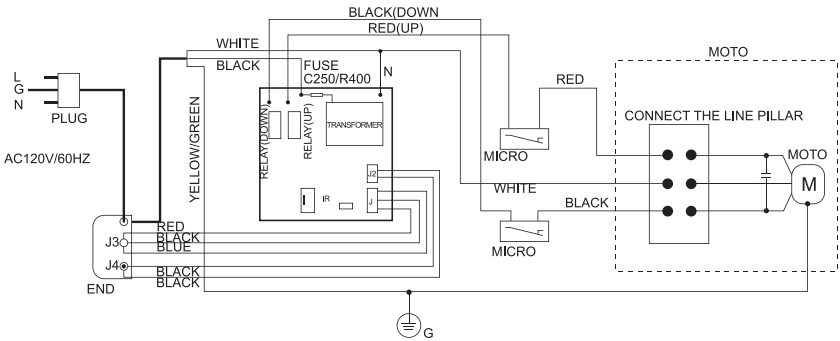 BLACK(DOWN
RED(UP)
WHITE
BLACK
FUSE
C250/R400
N
MOTO
L
G
N
PLUG
AC120V/60HZ
YELLOW/GREEN
RELAY(DOWN)
RELAY(UP)
TRANSFORMER
RED
CONNECT THE LINE PILLAR
MICRO
MOTO
M
J2
J
I
IR
WHITE
BLACK
MICRO
RED
BLACK
BLUE
J3
J4
BLACK
BLACK
END
G